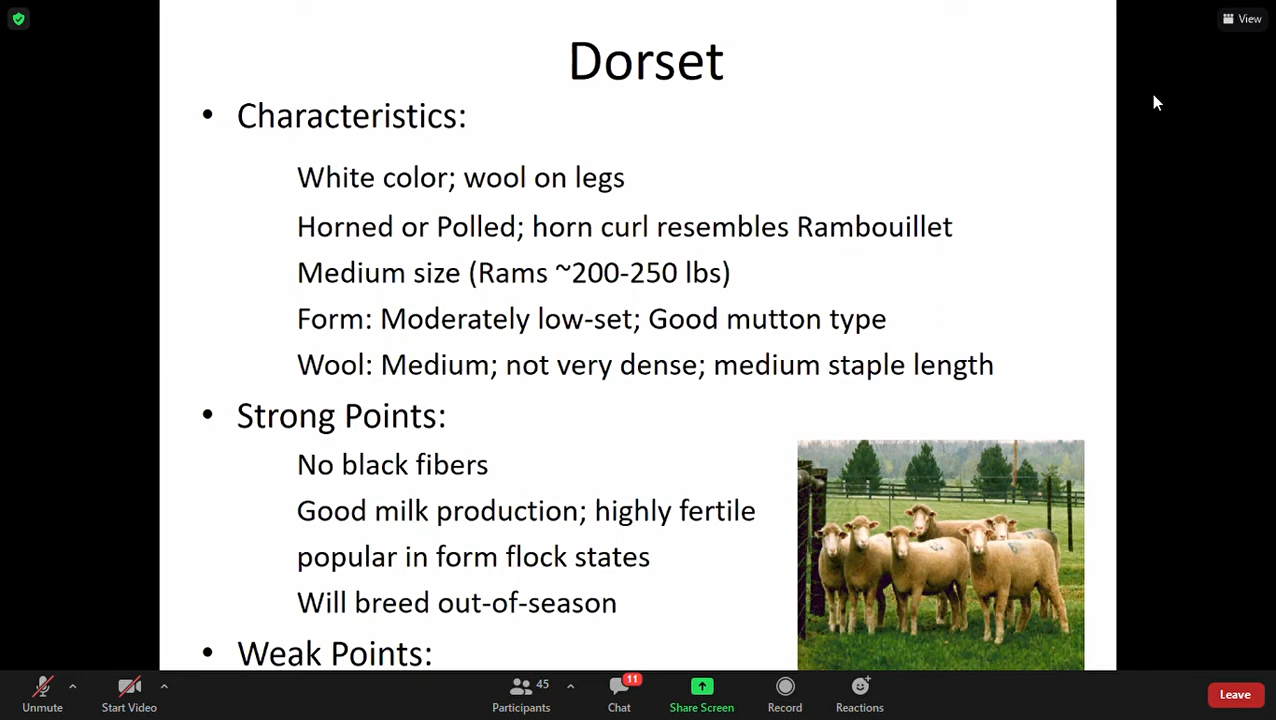 View
Dorset
• Characteristics:
White color; wool on legs
Horned or Polled; horn curl resembles Rambouillet
Medium size (Rams ~200-250 lbs)
Form: Moderately low-set; Good mutton type
Wool: Medium; not very dense; medium staple length
• Strong Points:
No black fibers
Good milk production; highly fertile
popular in form flock states
Will breed out-of-season
• Weak Points:
Unmute
Start Video
45
Participants
11
Chat
Share Screen
Record
Reactions
Leave